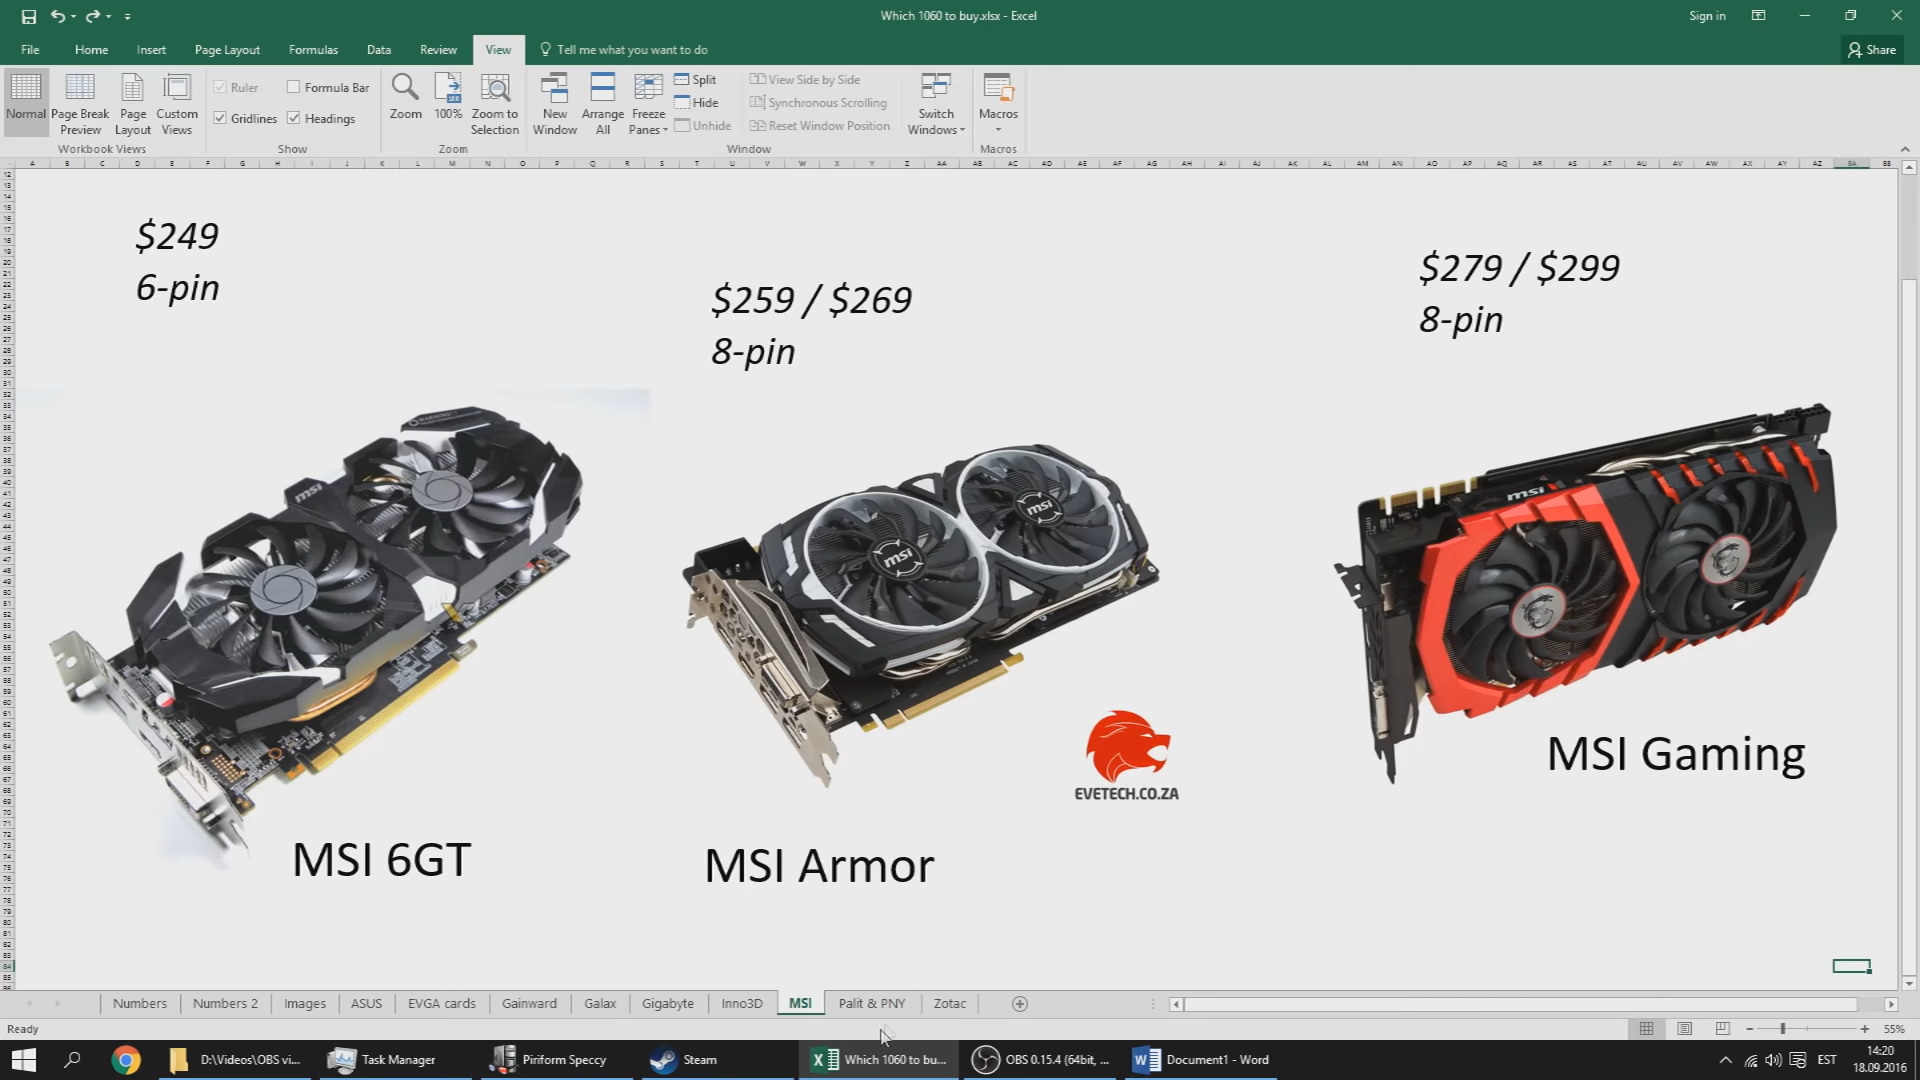 Which 1060 to buy.xlsx - Excel
Sign in
File Home Insert Page Layout Formulas Data Review View Tell me what you want to do
Share
Normal
Page Break Preview
Page Layout
Custom Views
Workbook Views
Ruler
Formula Bar
Gridlines
Headings
Show
Zoom
100%
Zoom to Selection
Zoom
New Window
Arrange All
Freeze Panes
Split
Hide
Unhide
View Side by Side
Synchronous Scrolling
Reset Window Position
Window
Switch Windows
Macros
Macros
$249
6-pin
$259 / $269
8-pin
$279 / $299
8-pin
msi
msi
msi
msi
EVETECH.CO.ZA
MSI Gaming
MSI 6GT
MSI Armor
Numbers Numbers 2 Images ASUS EVGA cards Gainward Galax Gigabyte Inno3D MSI Palit & PNY Zotac
Ready
55%
D:\Videos\OBS vi...
Task Manager
Piriform Speccy
Steam
Which 1060 to bu...
OBS 0.15.4 (64bit, ...
Document1 - Word
EST
14:20
18.09.2016